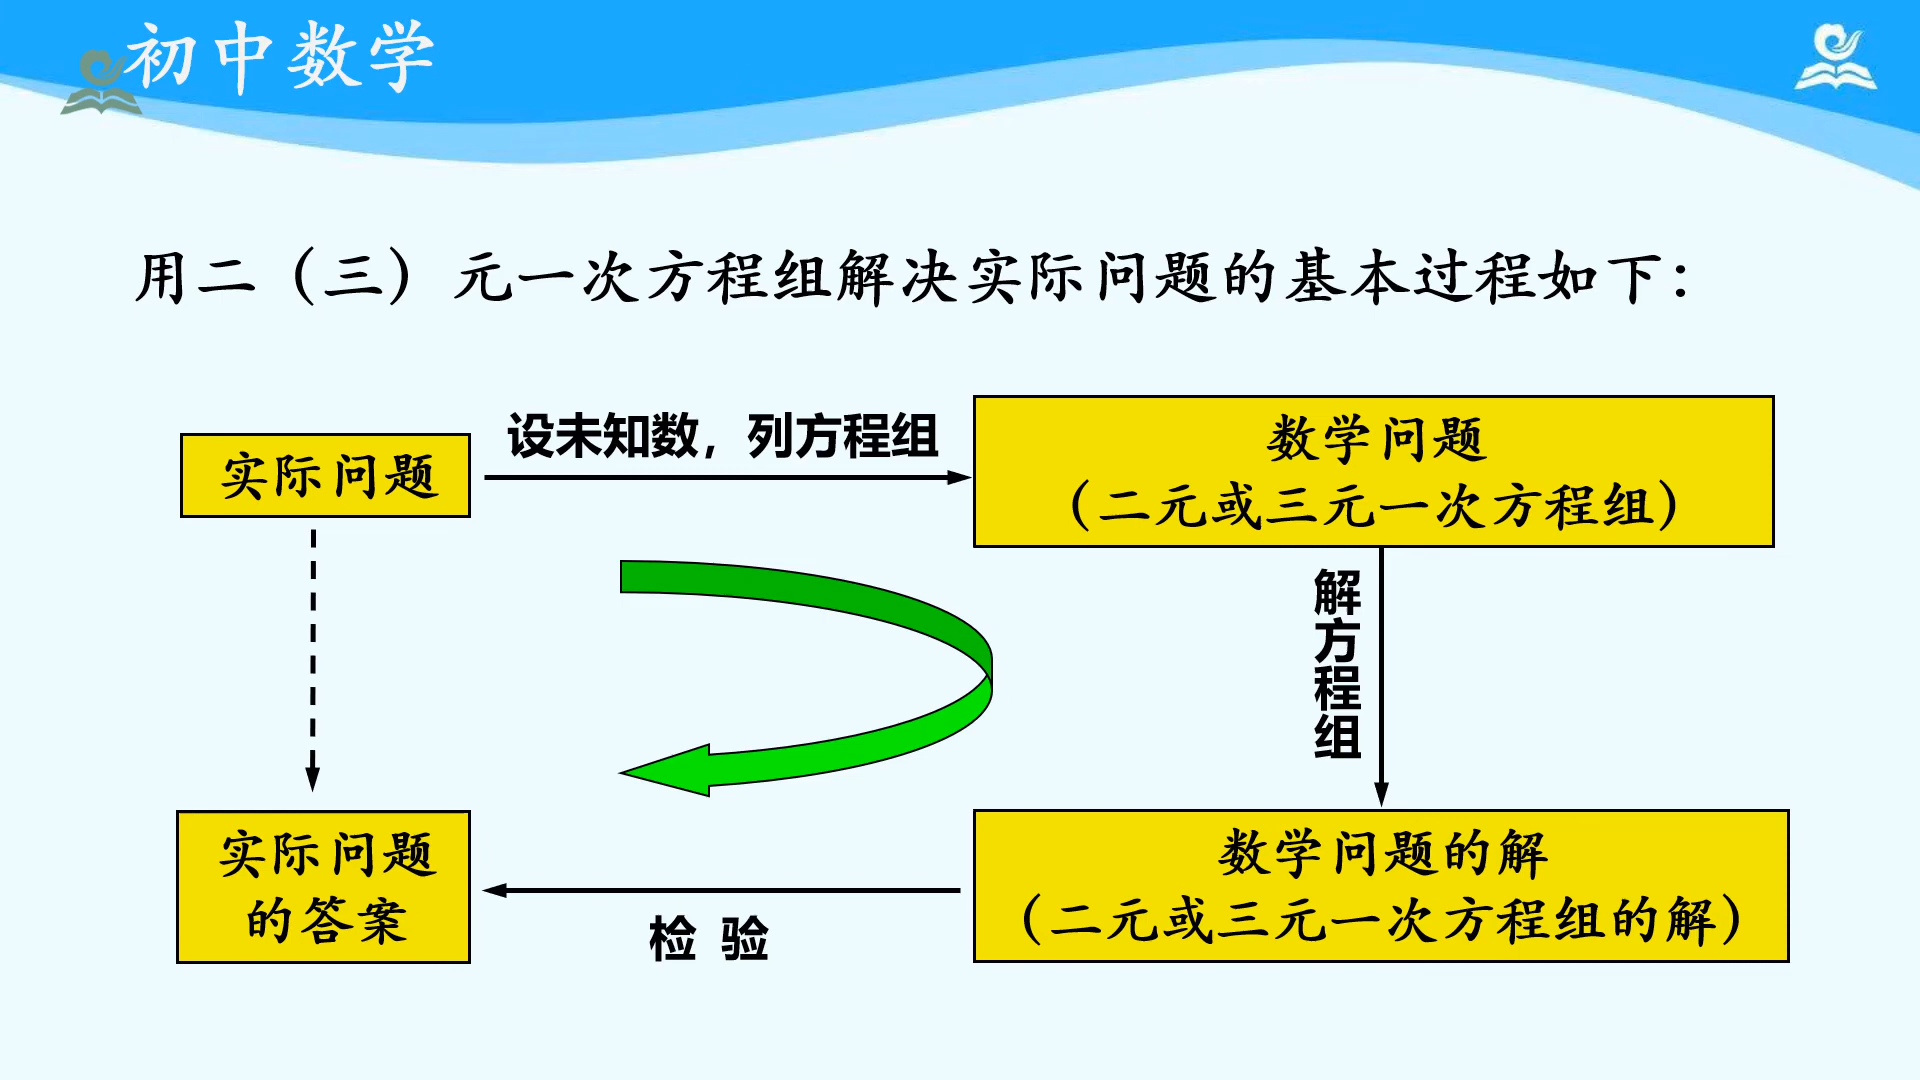 初中数学
用二（三）元一次方程组解决实际问题的基本过程如下：
实际问题
设未知数，列方程组
数学问题
（二元或三元一次方程组）
解方程组
实际问题
的答案
检 验
数学问题的解
（二元或三元一次方程组的解）